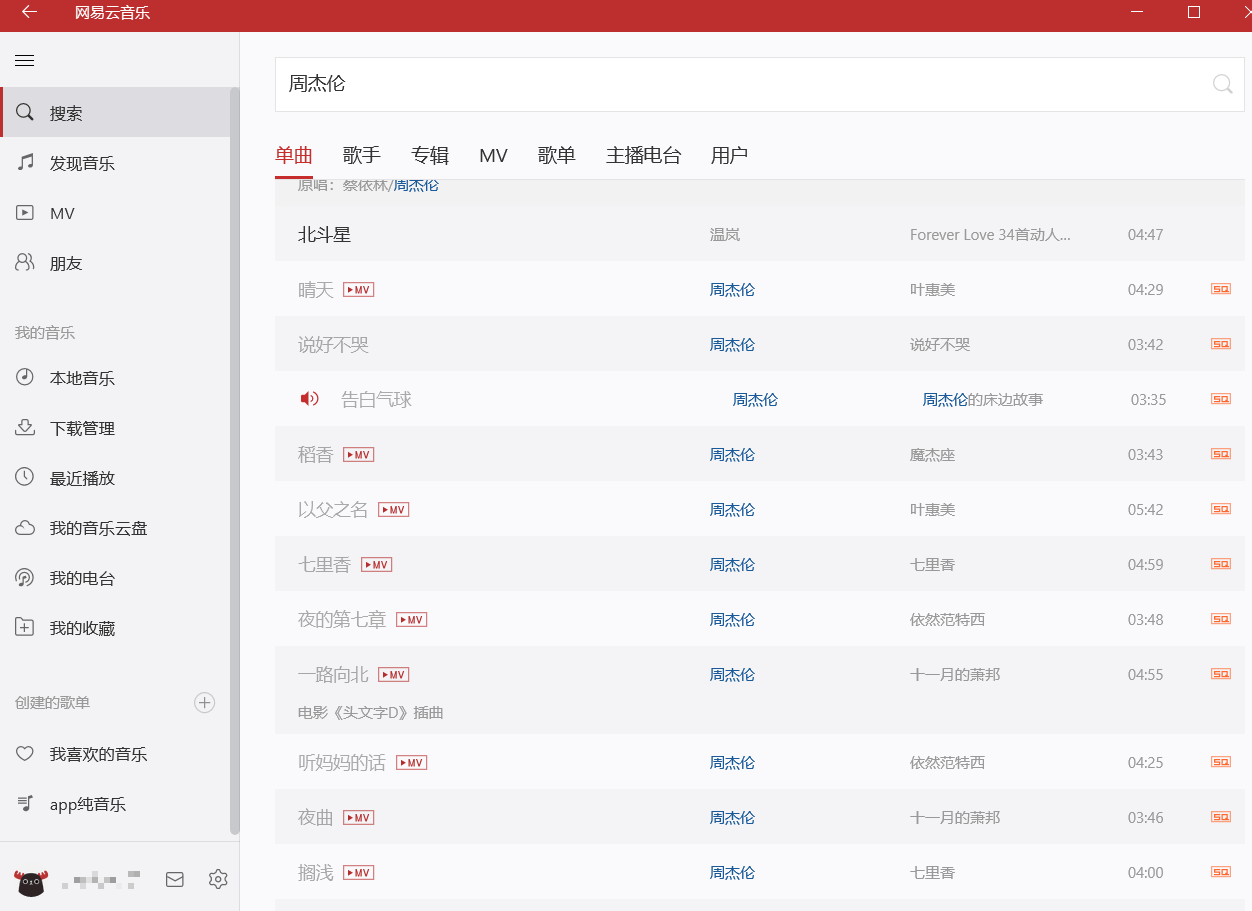 网易云音乐
搜索
发现音乐
MV
朋友
我的音乐
本地音乐
下载管理
最近播放
我的音乐云盘
我的电台
我的收藏
创建的歌单
我喜欢的音乐
app纯音乐
周杰伦
单曲 歌手 专辑 MV 歌单 主播电台 用户
原唱：蔡依林/周杰伦
北斗星 温岚 Forever Love 34首动人... 04:47
晴天 MV 周杰伦 叶惠美 04:29 SQ
说好不哭 周杰伦 说好不哭 03:42 SQ
告白气球 周杰伦 周杰伦的床边故事 03:35 SQ
稻香 MV 周杰伦 魔杰座 03:43 SQ
以父之名 MV 周杰伦 叶惠美 05:42 SQ
七里香 MV 周杰伦 七里香 04:59 SQ
夜的第七章 MV 周杰伦 依然范特西 03:48 SQ
一路向北 MV 周杰伦 十一月的萧邦 04:55 SQ
电影《头文字D》插曲
听妈妈的话 MV 周杰伦 依然范特西 04:25 SQ
夜曲 MV 周杰伦 十一月的萧邦 03:46 SQ
搁浅 MV 周杰伦 七里香 04:00 SQ